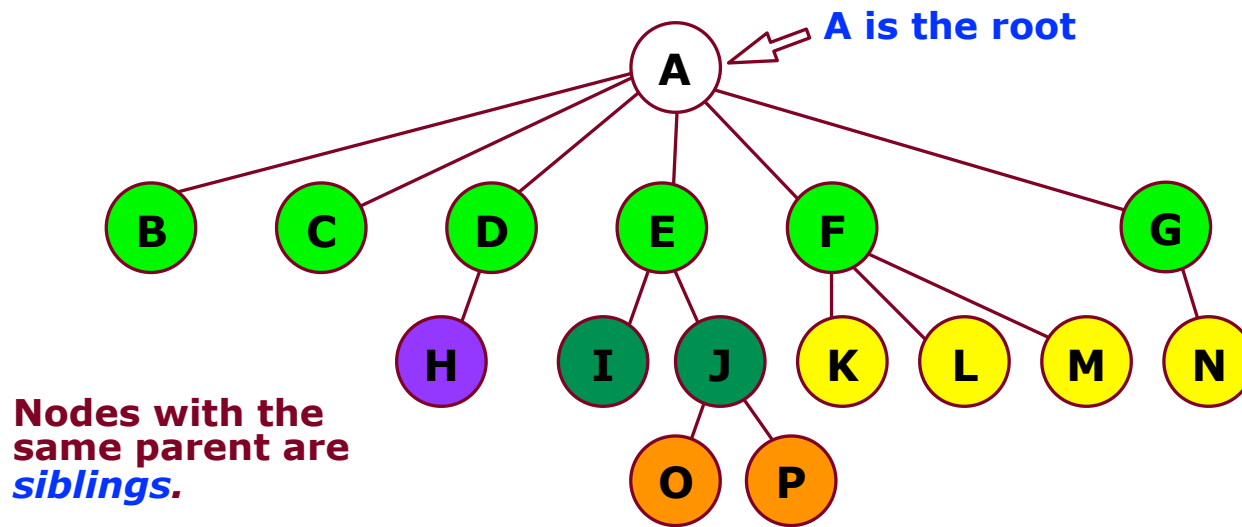 A is the root
A
B C D E F G
H I J K L M N
O P
Nodes with the
same parent are
siblings.